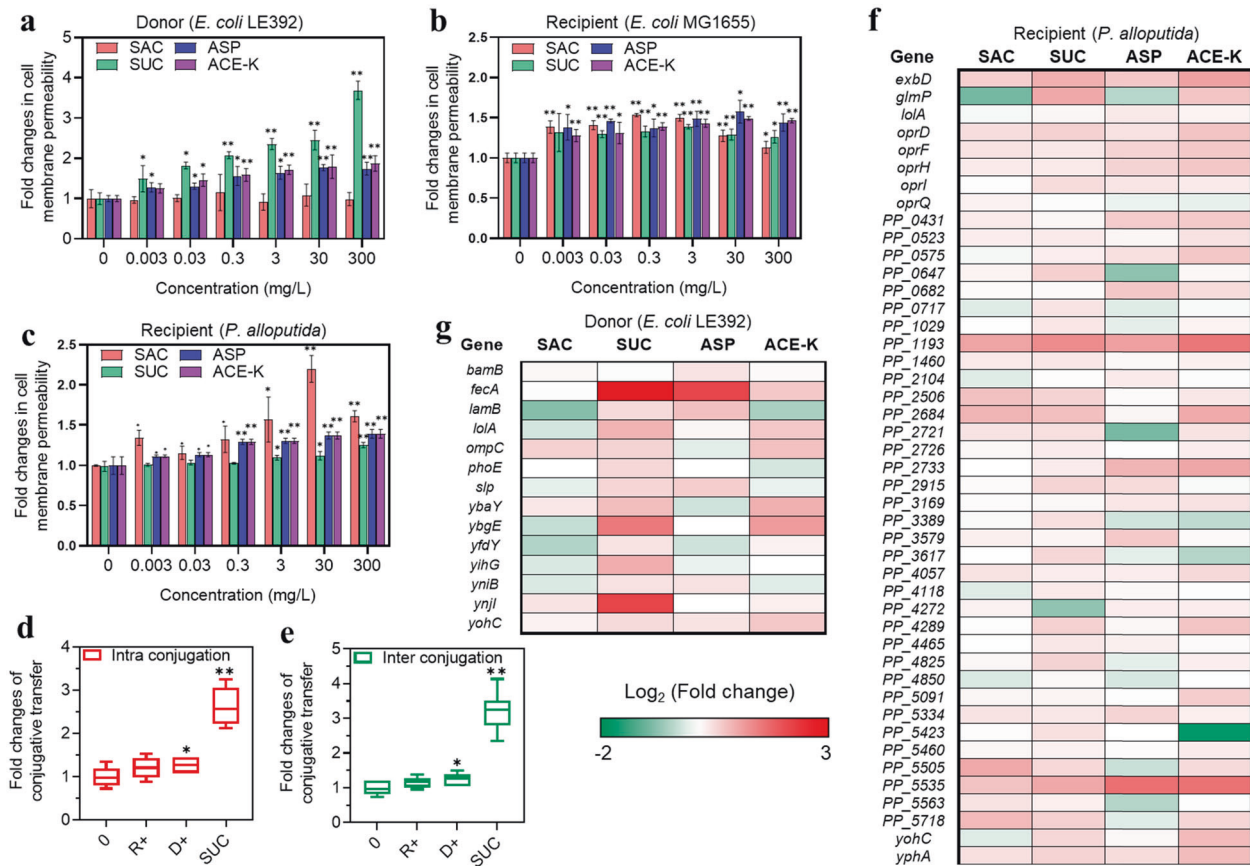 a
Donor (E. coli LE392)
SAC ASP
SUC ACE-K
Fold changes in cell
membrane permeability
5
4
3
2
1
0
0 0.003 0.03 0.3 3 30 300
Concentration (mg/L)
b
Recipient (E. coli MG1655)
SAC ASP
SUC ACE-K
Fold changes in cell
membrane permeability
2.5
2.0
1.5
1.0
0.5
0.0
0 0.003 0.03 0.3 3 30 300
Concentration (mg/L)
c
Recipient (P. alloputida)
SAC ASP
SUC ACE-K
Fold changes in cell
membrane permeability
2.5
2.0
1.5
1.0
0.5
0.0
0 0.003 0.03 0.3 3 30 300
Concentration (mg/L)
g
Donor (E. coli LE392)
Gene SAC SUC ASP ACE-K
bamB
fecA
lamB
lolA
ompC
phoE
slp
ybaY
ybgE
yfdY
yihG
yniB
ynjI
yohC
d
Intra conjugation
Fold changes of
conjugative transfer
4
3
2
1
0
0 R+ D+ SUC
* **
e
Inter conjugation
Fold changes of
conjugative transfer
5
4
3
2
1
0
0 R+ D+ SUC
* **
Log2 (Fold change)
-2 3
f
Recipient (P. alloputida)
Gene SAC SUC ASP ACE-K
exbD
glmP
lolA
oprD
oprF
oprH
oprI
oprQ
PP_0431
PP_0523
PP_0575
PP_0647
PP_0682
PP_0717
PP_1029
PP_1193
PP_1460
PP_2104
PP_2506
PP_2684
PP_2721
PP_2726
PP_2733
PP_2915
PP_3169
PP_3389
PP_3579
PP_3617
PP_4057
PP_4118
PP_4272
PP_4289
PP_4465
PP_4825
PP_4850
PP_5091
PP_5334
PP_5423
PP_5460
PP_5505
PP_5535
PP_5563
PP_5718
yohC
yphA